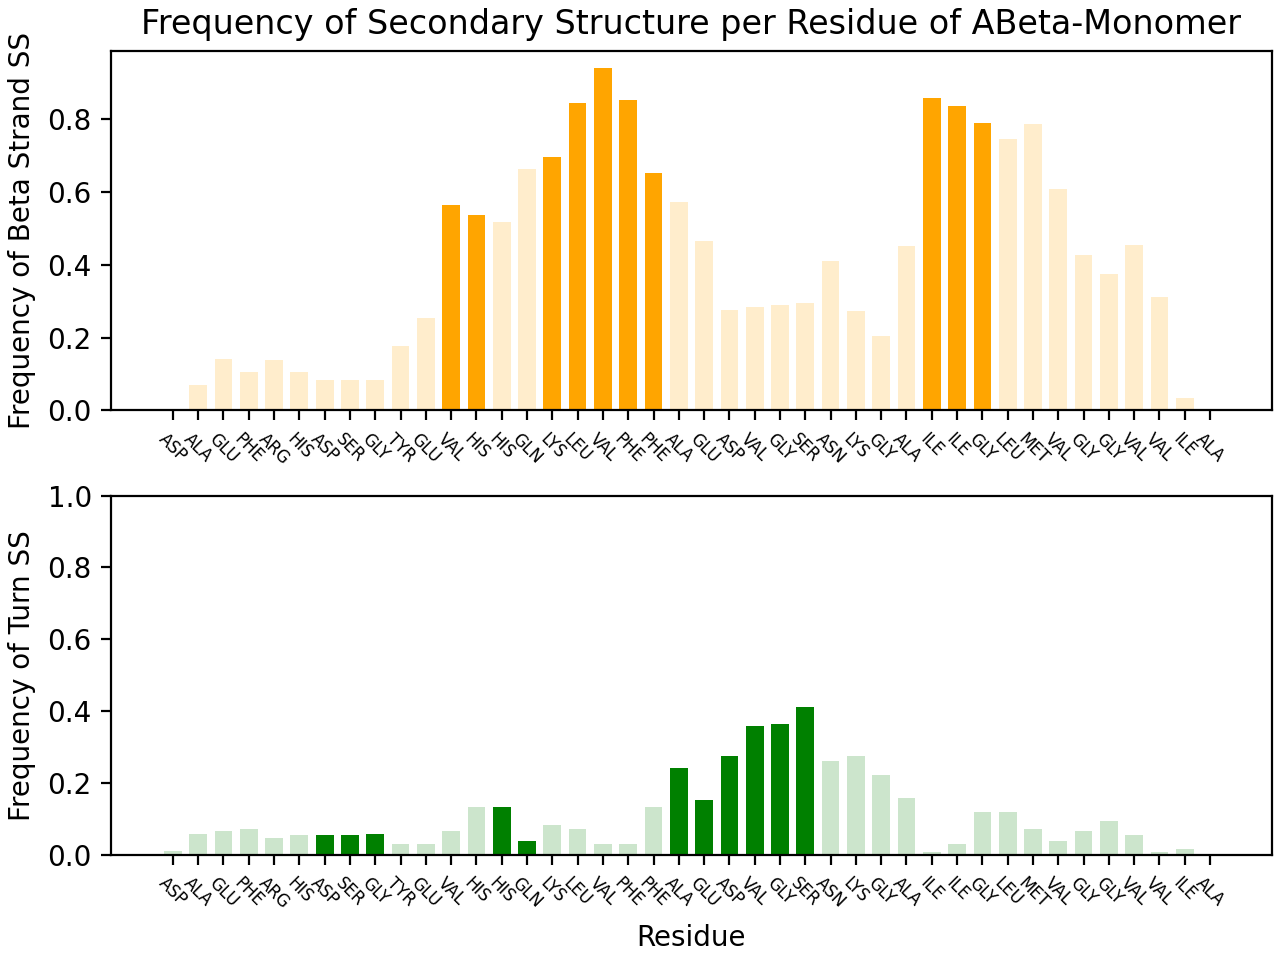 Frequency of Secondary Structure per Residue of ABeta-Monomer
Frequency of Beta Strand SS
0.8
0.6
0.4
0.2
0.0
ASP ALA GLU PHE ARG HIS ASP SER GLY TYR GLU VAL HIS HIS GLN LYS LEU VAL PHE PHE ALA GLU ASP VAL GLY SER ASN LYS GLY ALA ILE ILE GLY LEU MET VAL GLY GLY VAL VAL ILE ALA
Frequency of Turn SS
1.0
0.8
0.6
0.4
0.2
0.0
ASP ALA GLU PHE ARG HIS ASP SER GLY TYR GLU VAL HIS HIS GLN LYS LEU VAL PHE PHE ALA GLU ASP VAL GLY SER ASN LYS GLY ALA ILE ILE GLY LEU MET VAL GLY GLY VAL VAL ILE ALA
Residue